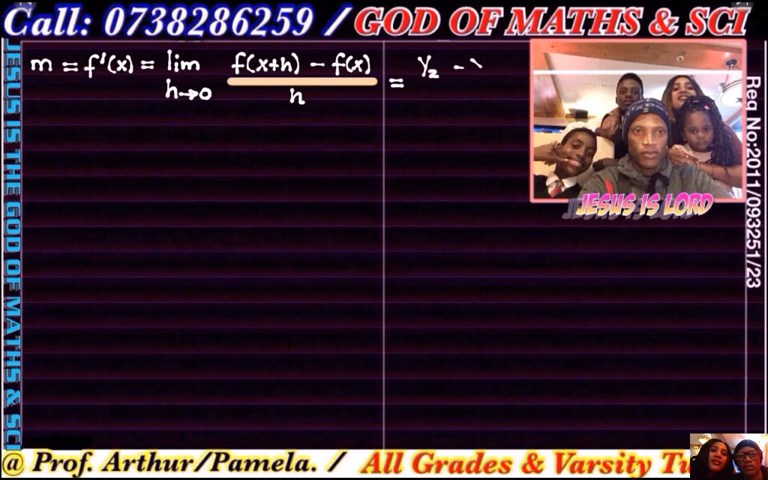 Call: 0738286259 / GOD OF MATHS & SCI
m = f'(x) = lim h→0 f(x+h) - f(x) / h = y₂ -
JESUS IS THE GOD OF MATHS & SCI
JESUS IS LORD
Reg No:2011/093251/23
@ Prof. Arthur/Pamela. / All Grades & Varsity Tu